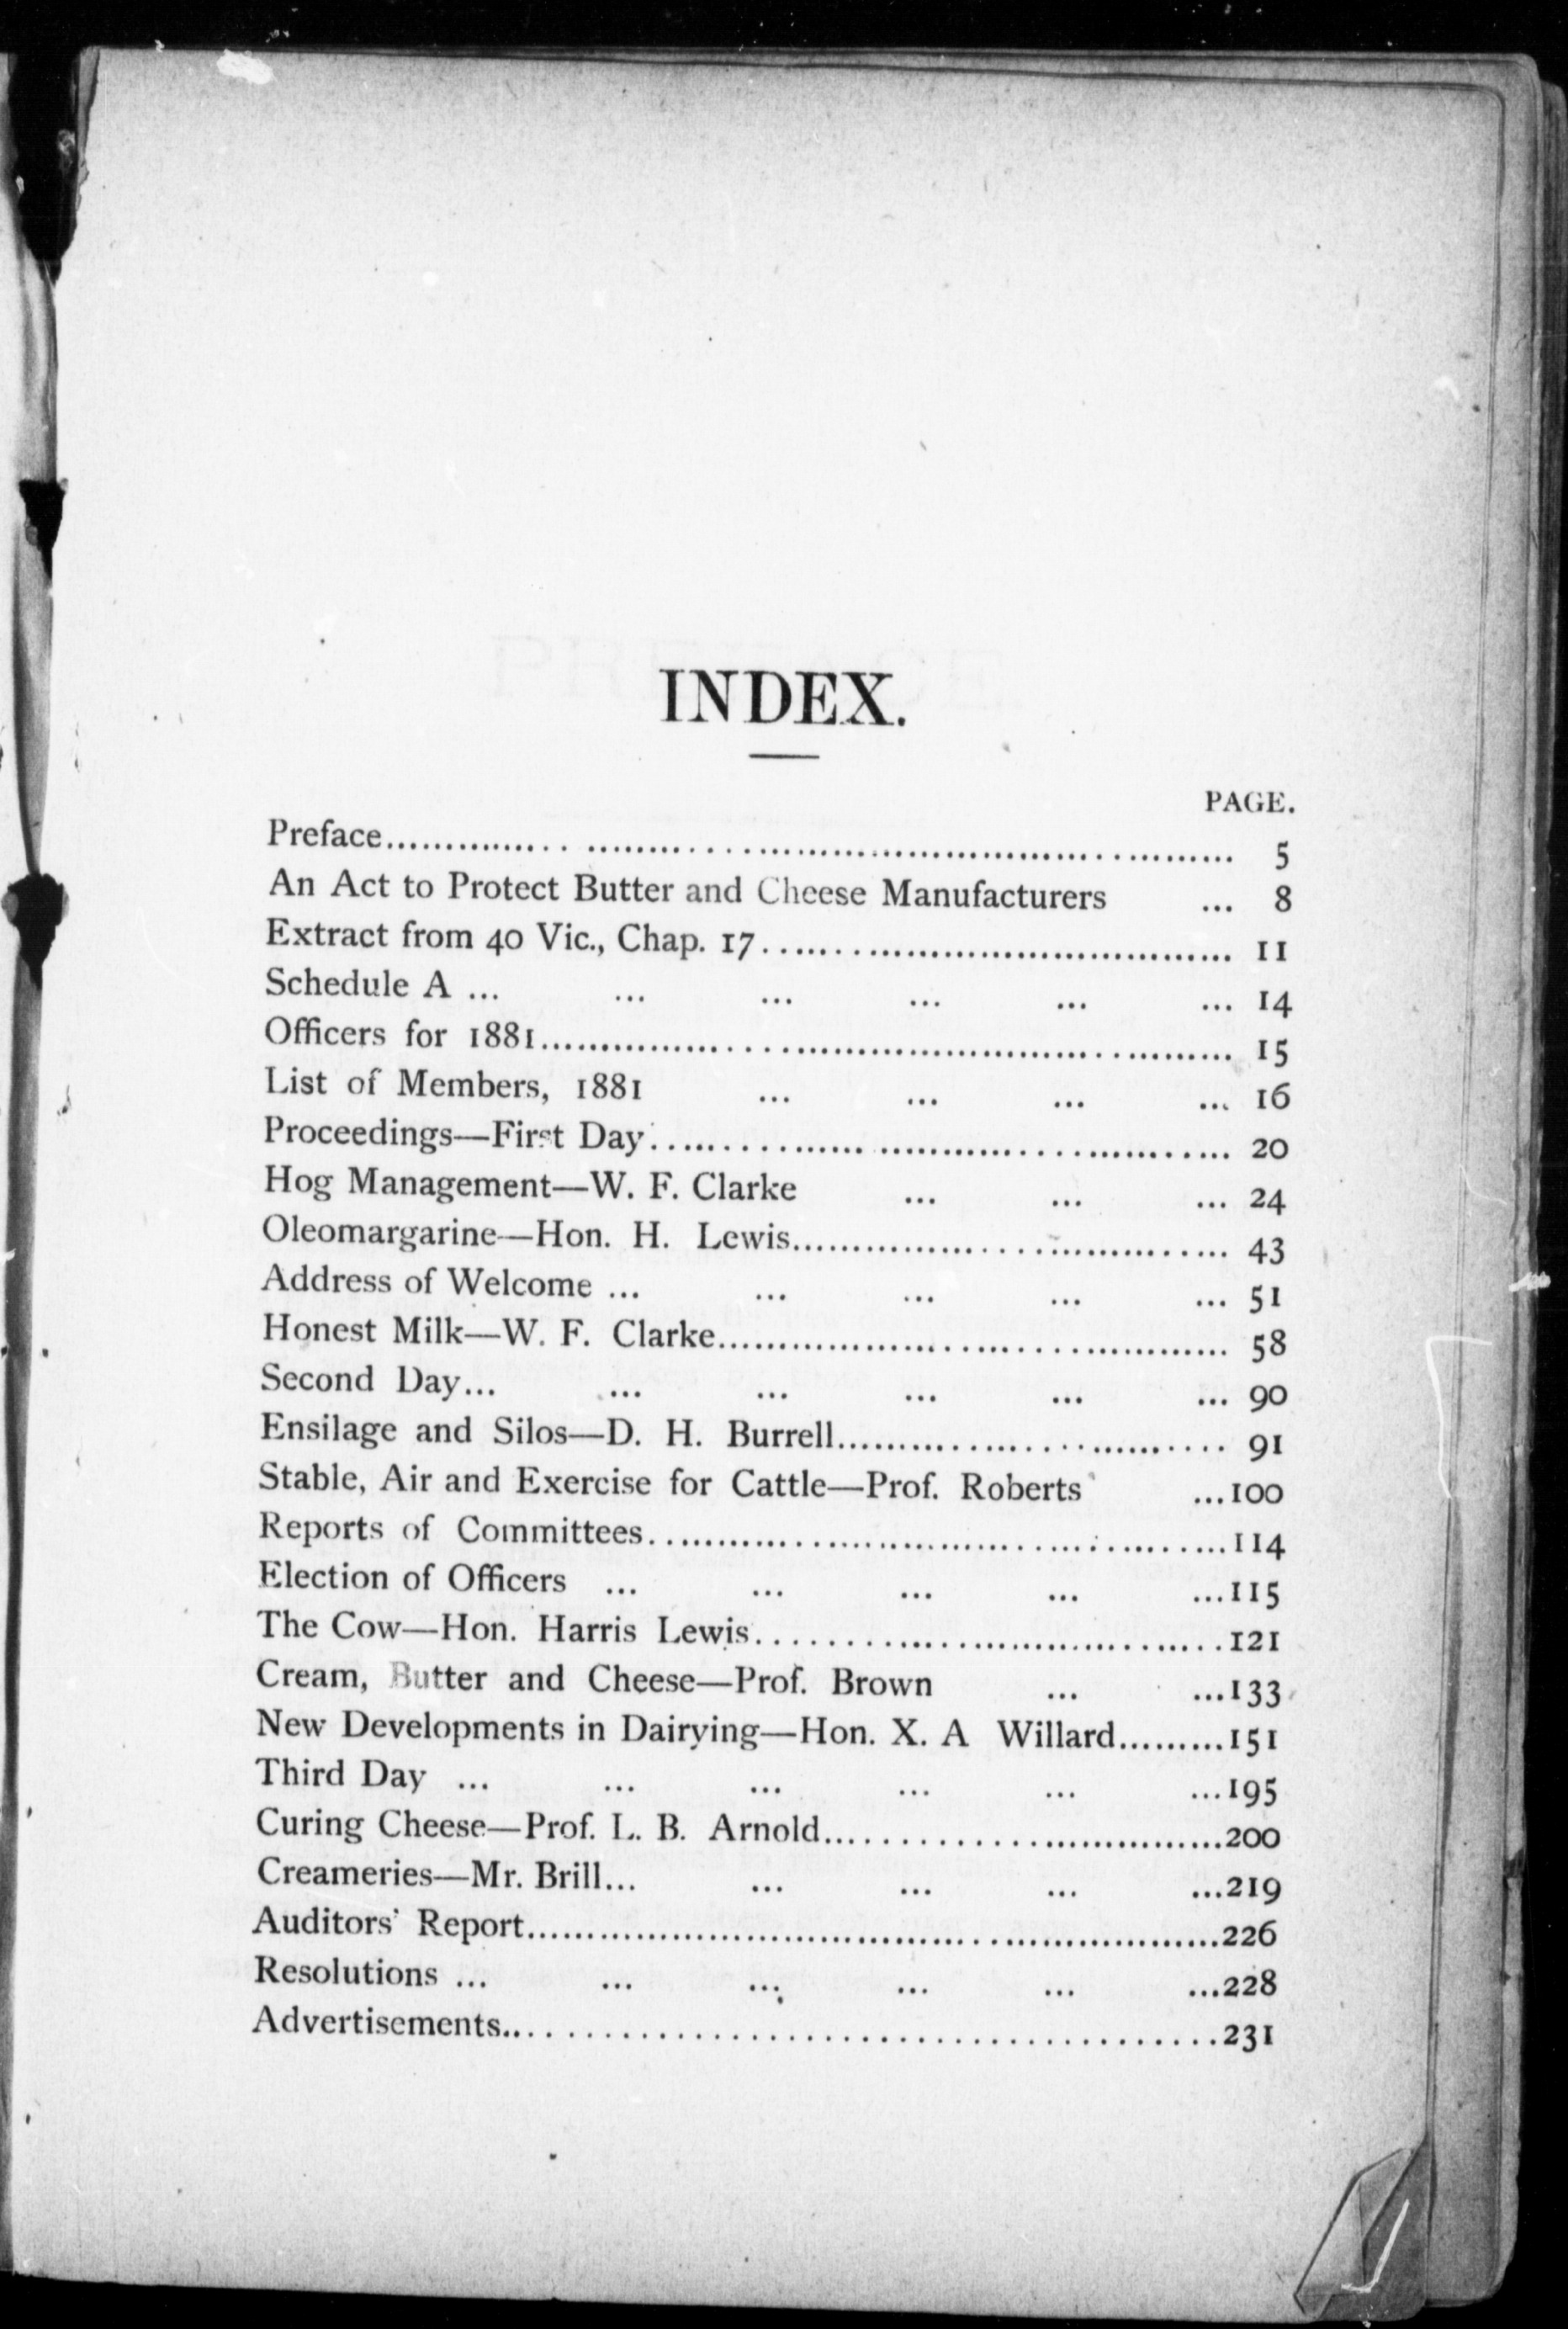 INDEX.
PAGE.
Preface.................................................. 5
An Act to Protect Butter and Cheese Manufacturers ... 8
Extract from 40 Vic., Chap. 17........................................ 11
Schedule A ... ... ... ... ... ... 14
Officers for 1881.................................................. 15
List of Members, 1881 ... ... ... ... 16
Proceedings—First Day.................................................. 20
Hog Management—W. F. Clarke ... ... ... 24
Oleomargarine—Hon. H. Lewis........................................ 43
Address of Welcome ... ... ... ... ... 51
Honest Milk—W. F. Clarke........................................ 58
Second Day... ... ... ... ... ... 90
Ensilage and Silos—D. H. Burrell.............................. 91
Stable, Air and Exercise for Cattle—Prof. Roberts ...100
Reports of Committees..................................................114
Election of Officers ... ... ... ... ...115
The Cow—Hon. Harris Lewis........................................121
Cream, Butter and Cheese—Prof. Brown ... ...133
New Developments in Dairying—Hon. X. A Willard.........151
Third Day ... ... ... ... ... ...195
Curing Cheese—Prof. L. B. Arnold..............................200
Creameries—Mr. Brill... ... ... ... ...219
Auditors' Report..................................................226
Resolutions ... ... ... ... ... ...228
Advertisements..................................................231